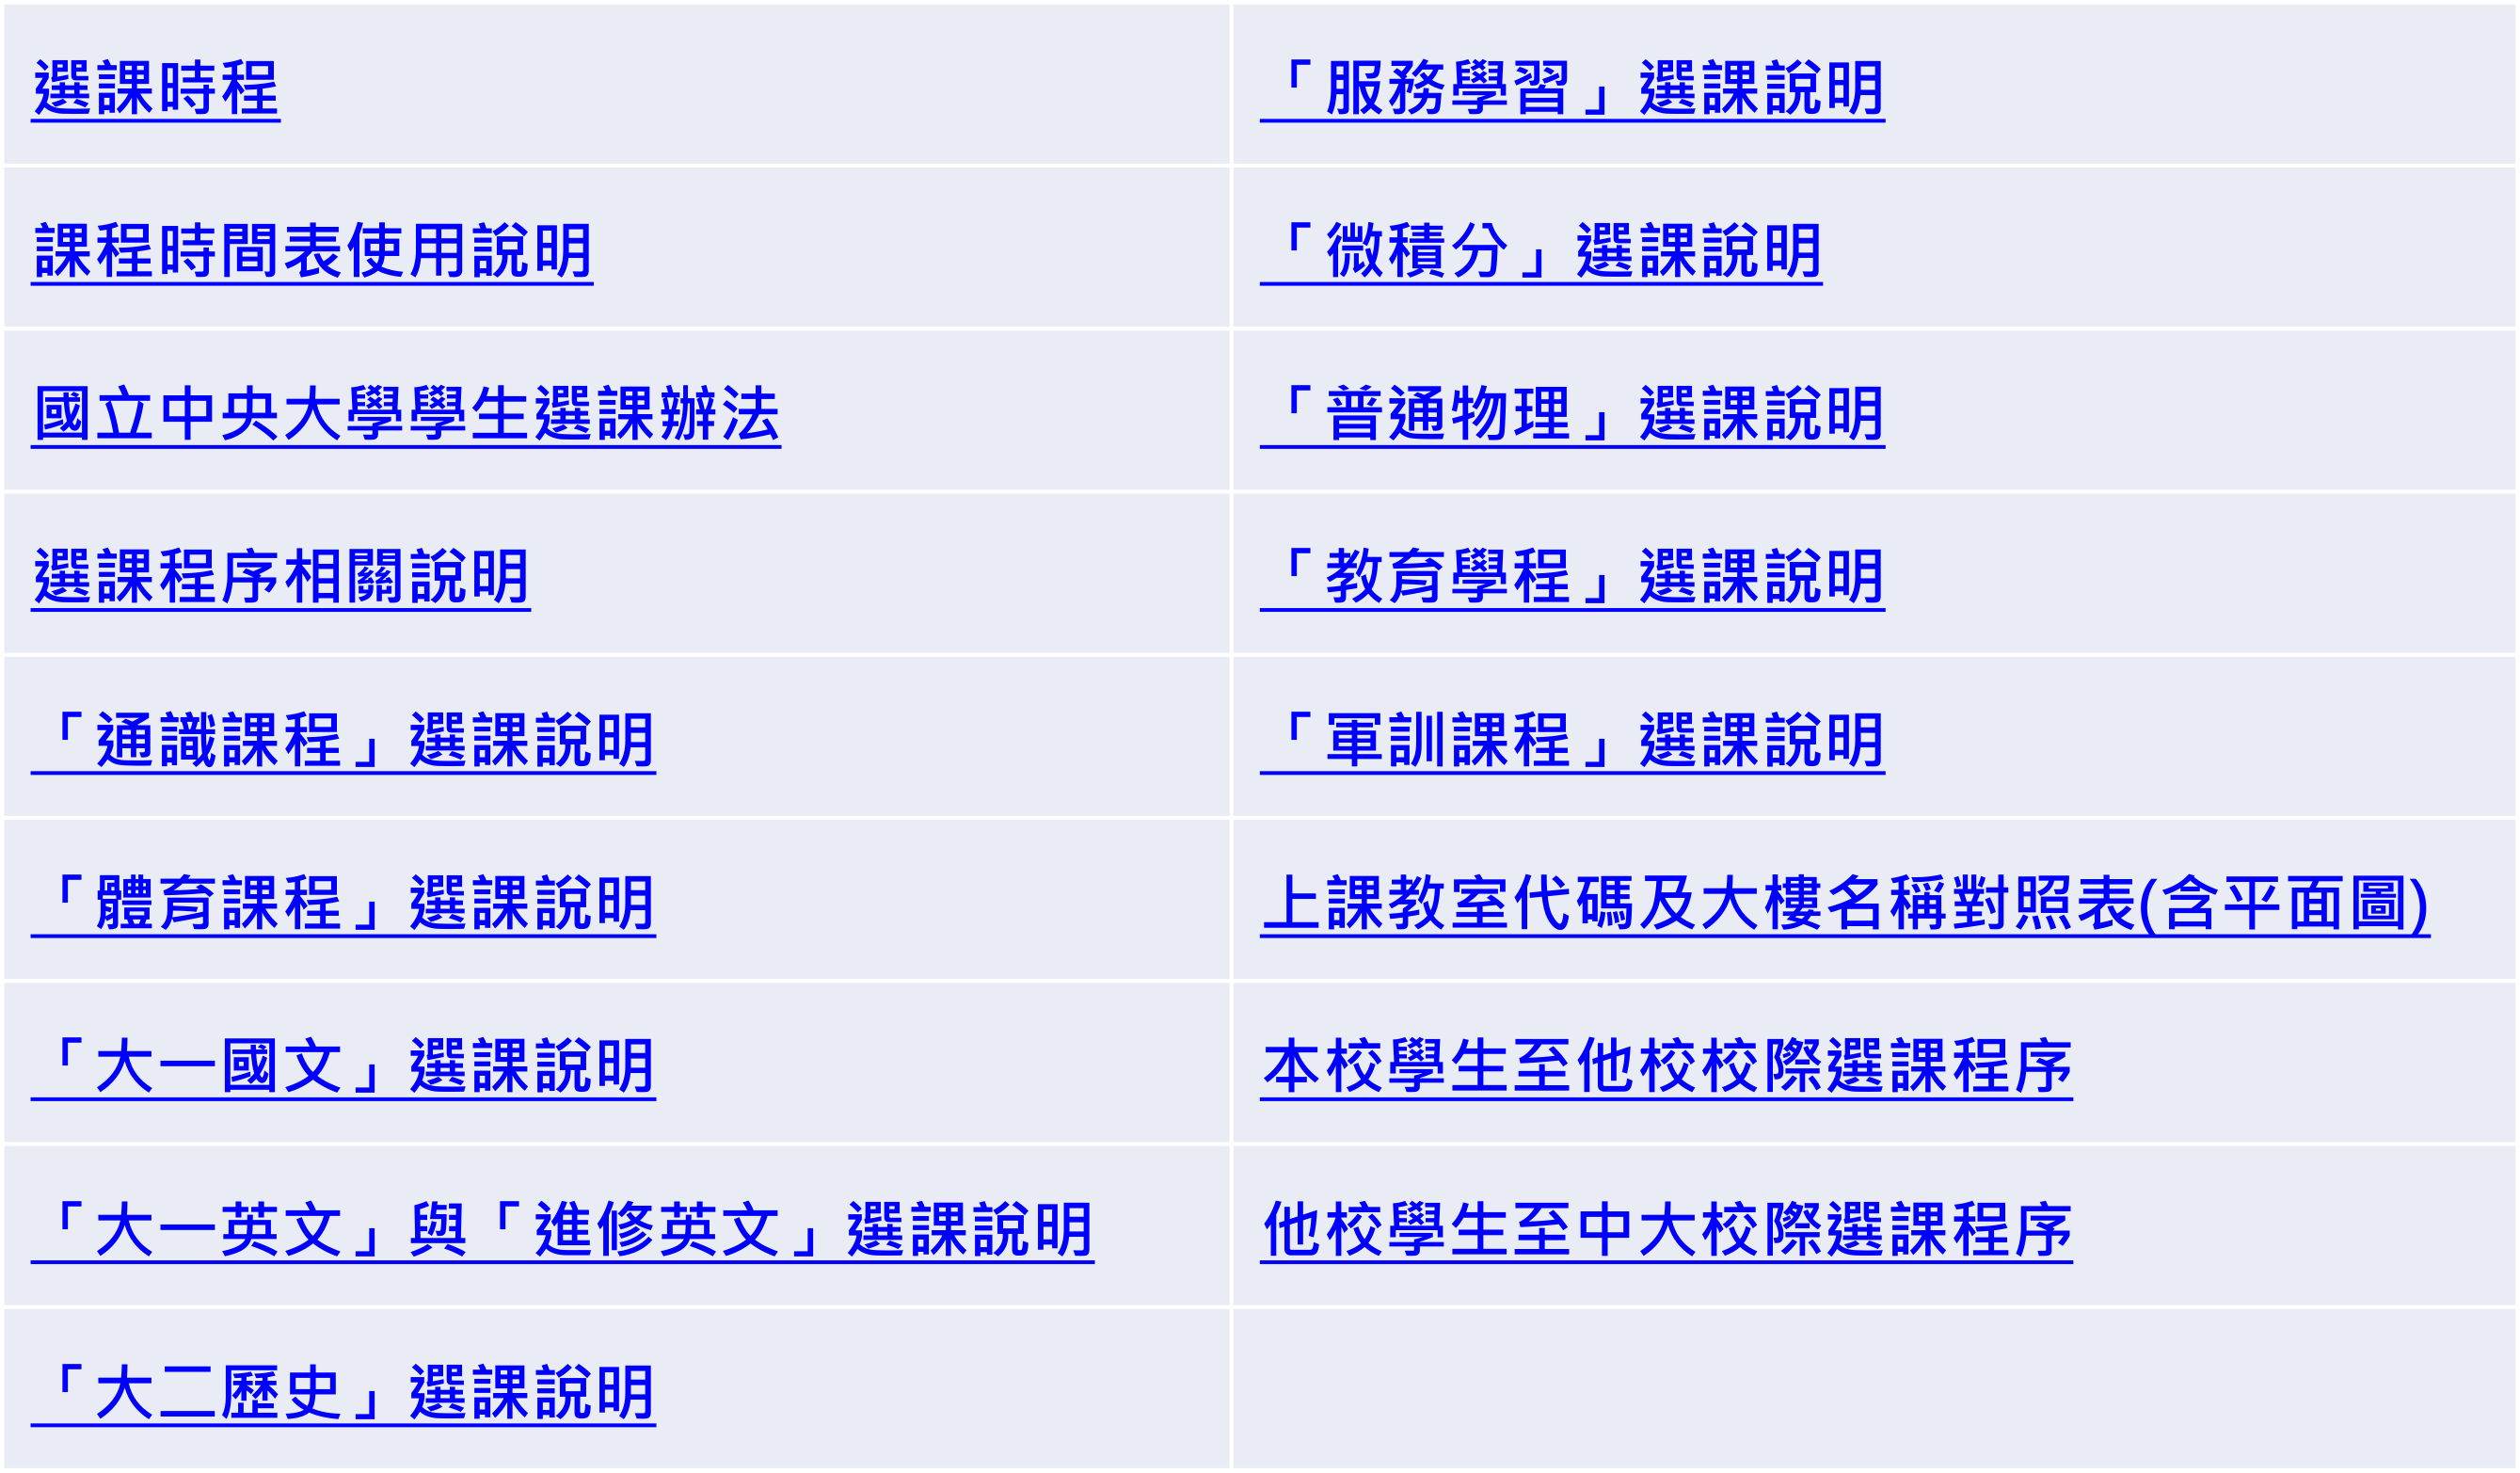 選課時程
「服務學習」選課說明
課程時間表使用說明
「微積分」選課說明
國立中央大學學生選課辦法
「普通物理」選課說明
選課程序相關說明
「教育學程」選課說明
「通識課程」選課說明
「軍訓課程」選課說明
「體育課程」選課說明
上課教室代碼及大樓名稱對照表(含平面圖)
「大一國文」選課說明
本校學生至他校校際選課程序
「大一英文」與「進修英文」選課說明
他校學生至中大校際選課程序
「大二歷史」選課說明